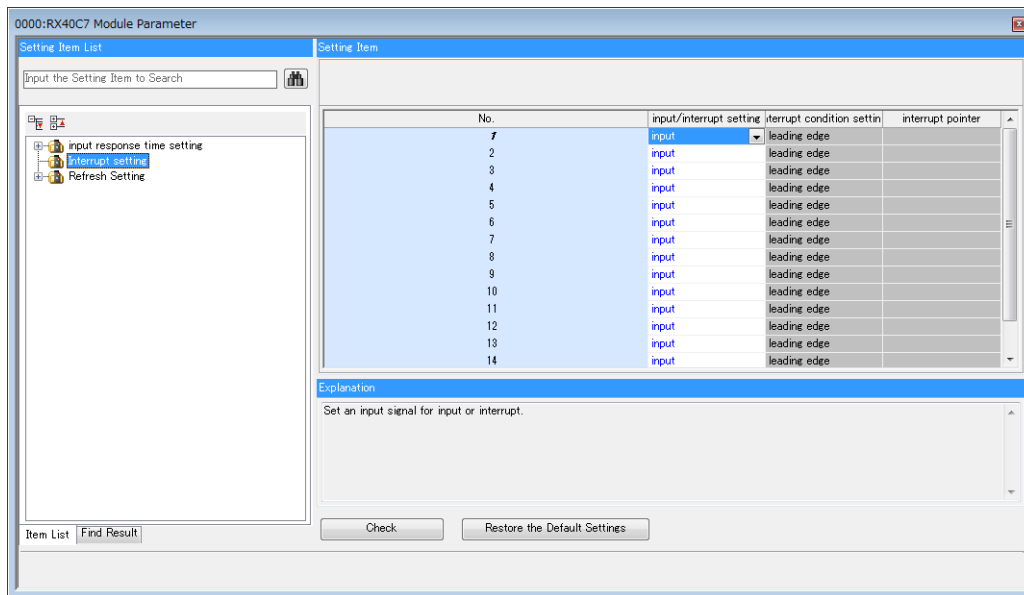 0000:RX40C7 Module Parameter
Setting Item List
Input the Setting Item to Search
input response time setting
Interrupt setting
Refresh Setting
Item List Find Result
Setting Item
No. input/interrupt setting iterrupt condition settin interrupt pointer
1 input leading edge
2 input leading edge
3 input leading edge
4 input leading edge
5 input leading edge
6 input leading edge
7 input leading edge
8 input leading edge
9 input leading edge
10 input leading edge
11 input leading edge
12 input leading edge
13 input leading edge
14 input leading edge
Explanation
Set an input signal for input or interrupt.
Check Restore the Default Settings